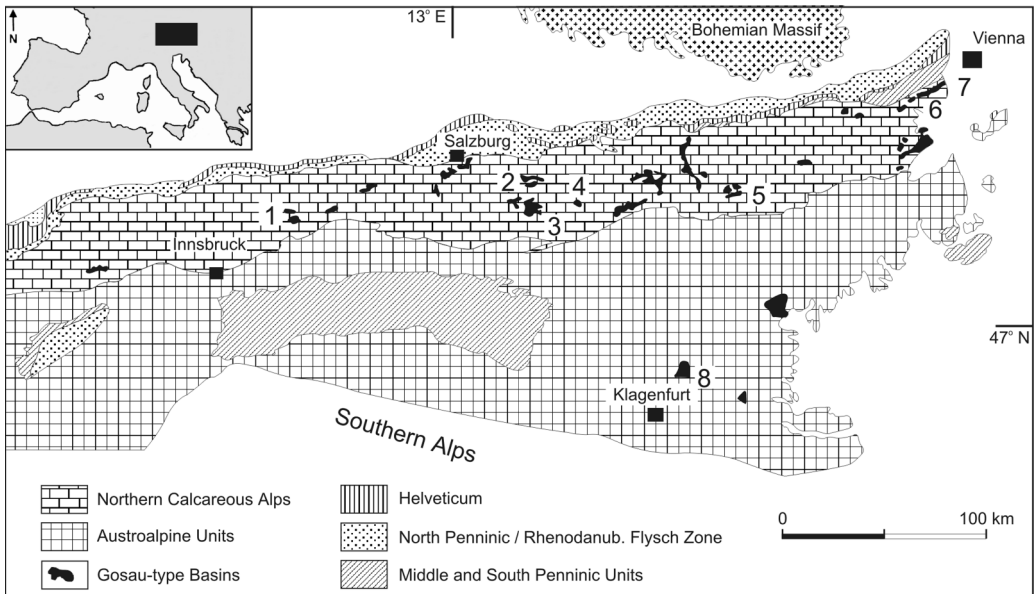 13° E
N
Bohemian Massif
Vienna
7
6
Salzburg
2
4
5
1
3
Innsbruck
47° N
8
Klagenfurt
Southern Alps
Northern Calcareous Alps
Helveticum
0
100 km
Austroalpine Units
North Penninic / Rhenodanub. Flysch Zone
Gosau-type Basins
Middle and South Penninic Units